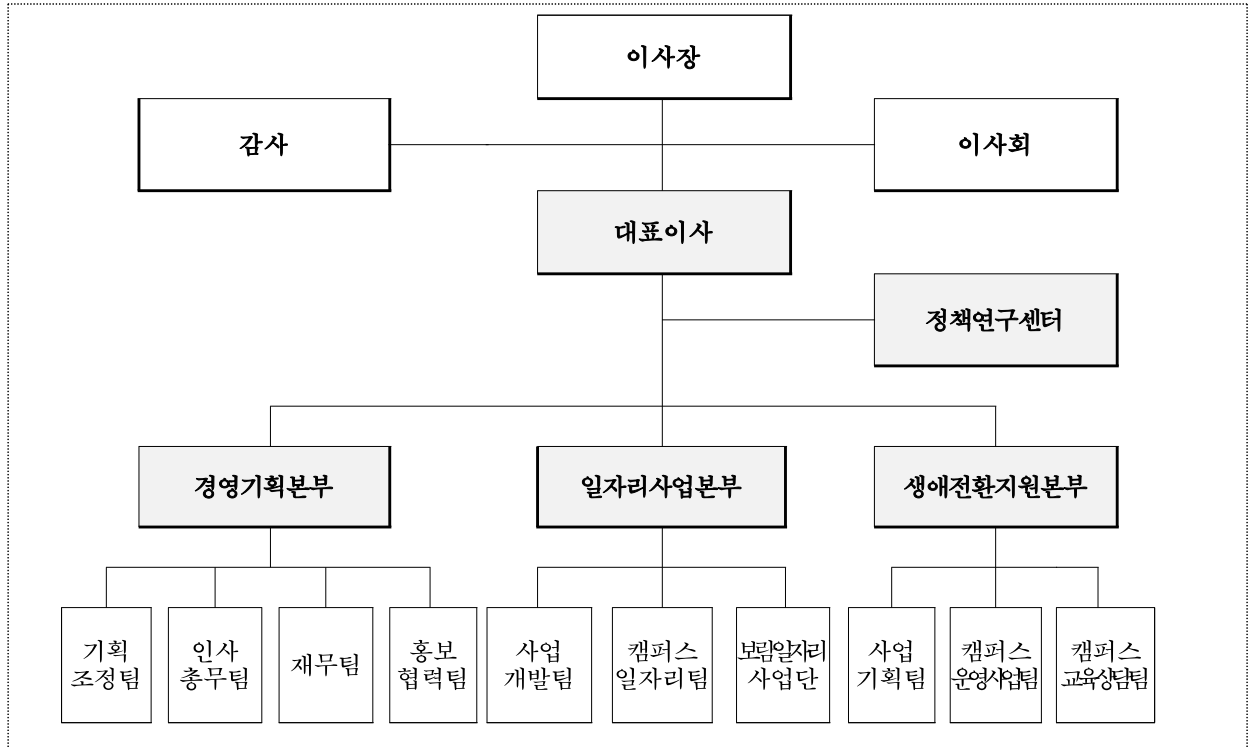 이사장
감사
이사회
대표이사
정책연구센터
경영기획본부
일자리사업본부
생애전환지원본부
기획
조정팀
인사
총무팀
재무팀
홍보
협력팀
사업
개발팀
캠퍼스
일자리팀
보람일자리
사업단
사업
기획팀
캠퍼스
운영사업팀
캠퍼스
교육상담팀